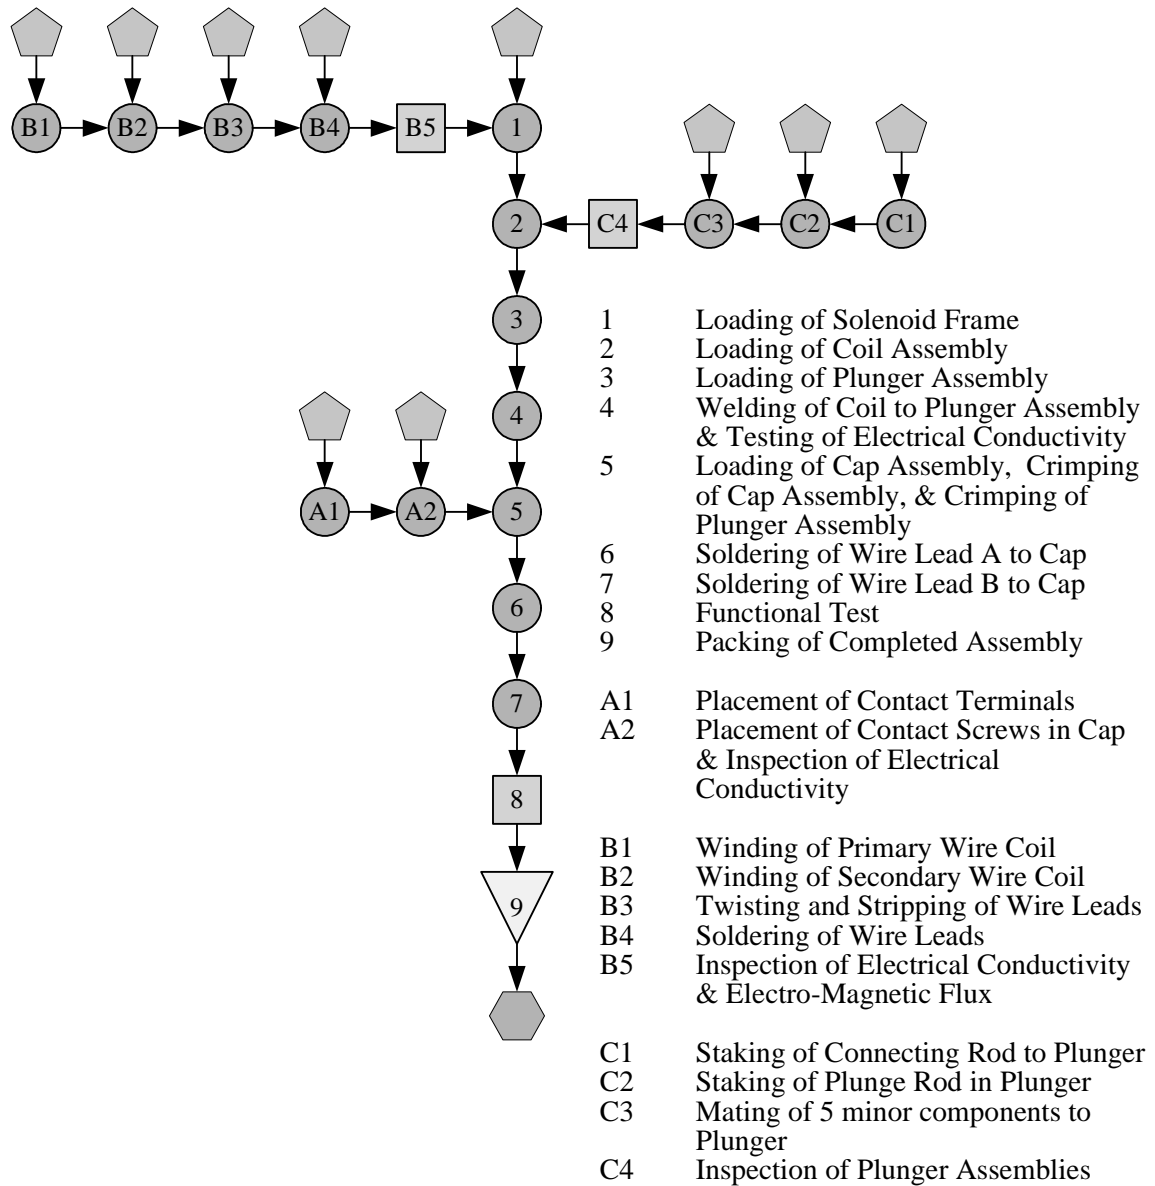 B1 B2 B3 B4 B5 1
2 C4 C3 C2 C1
3
4
A1 A2 5
6
7
8
9
1 Loading of Solenoid Frame
2 Loading of Coil Assembly
3 Loading of Plunger Assembly
4 Welding of Coil to Plunger Assembly
& Testing of Electrical Conductivity
5 Loading of Cap Assembly, Crimping
of Cap Assembly, & Crimping of
Plunger Assembly
6 Soldering of Wire Lead A to Cap
7 Soldering of Wire Lead B to Cap
8 Functional Test
9 Packing of Completed Assembly
A1 Placement of Contact Terminals
A2 Placement of Contact Screws in Cap
& Inspection of Electrical
Conductivity
B1 Winding of Primary Wire Coil
B2 Winding of Secondary Wire Coil
B3 Twisting and Stripping of Wire Leads
B4 Soldering of Wire Leads
B5 Inspection of Electrical Conductivity
& Electro-Magnetic Flux
C1 Staking of Connecting Rod to Plunger
C2 Staking of Plunge Rod in Plunger
C3 Mating of 5 minor components to
Plunger
C4 Inspection of Plunger Assemblies